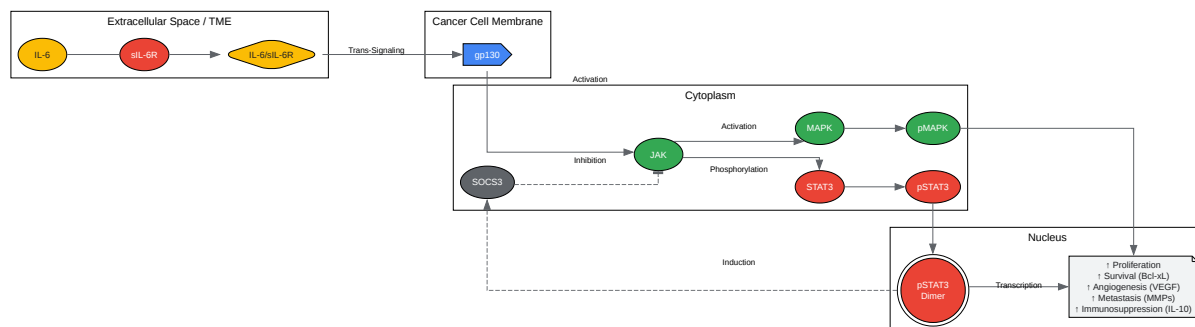 Extracellular Space / TME
IL-6
sIL-6R
IL-6/sIL-6R
Trans-Signaling
Cancer Cell Membrane
gp130
Activation
Cytoplasm
Activation
MAPK
pMAPK
JAK
Inhibition
Phosphorylation
SOCS3
STAT3
pSTAT3
Induction
Nucleus
pSTAT3
Dimer
Transcription
↑ Proliferation
↑ Survival (Bcl-xL)
↑ Angiogenesis (VEGF)
↑ Metastasis (MMPs)
↑ Immunosuppression (IL-10)